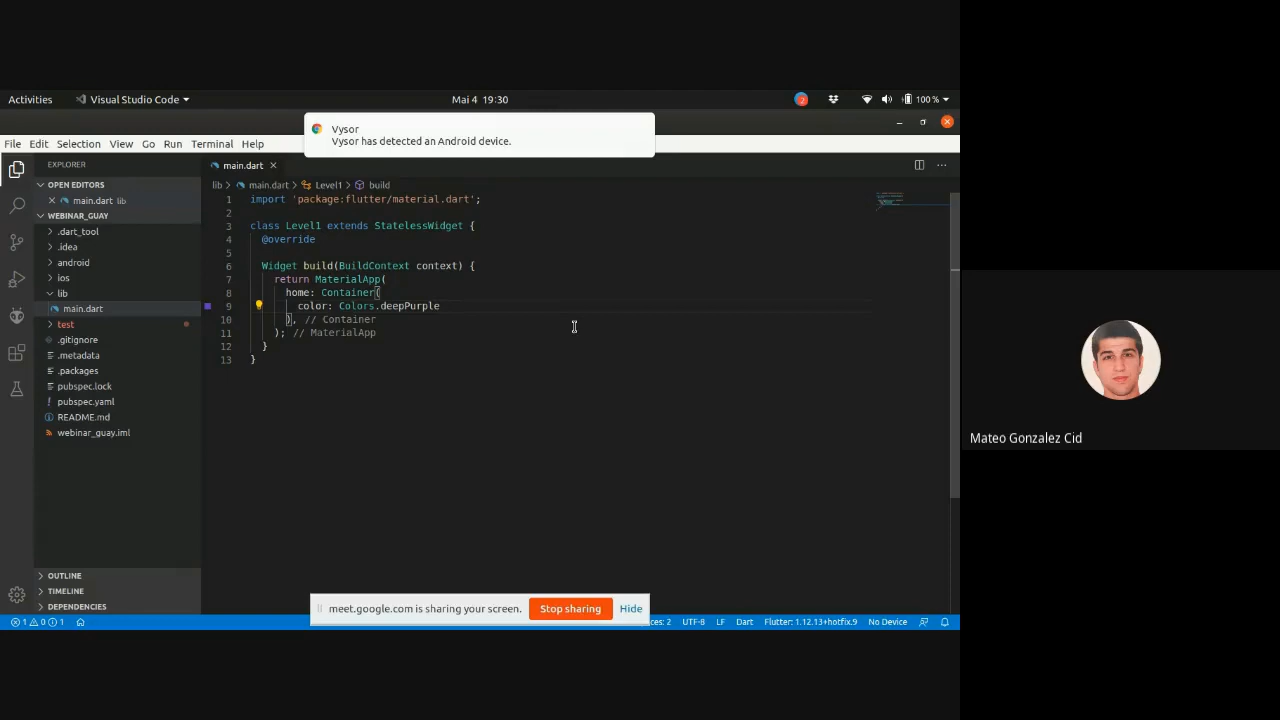 Activities
Visual Studio Code
Mai 4 19:30
2
100 %
Vysor
Vysor has detected an Android device.
File Edit Selection View Go Run Terminal Help
EXPLORER
OPEN EDITORS
main.dart lib
WEBINAR_GUAY
.dart_tool
.idea
android
ios
lib
main.dart
test
.gitignore
.metadata
.packages
pubspec.lock
pubspec.yaml
README.md
webinar_guay.iml
OUTLINE
TIMELINE
DEPENDENCIES
main.dart
lib > main.dart > Level1 > build
1 import 'package:flutter/material.dart';
2
3 class Level1 extends StatelessWidget {
4 @override
5
6 Widget build(BuildContext context) {
7 return MaterialApp(
8 home: Container(
9 color: Colors.deepPurple
10 ), // Container
11 ); // MaterialApp
12 }
13 }
meet.google.com is sharing your screen. Stop sharing Hide
1 0 1
ces: 2 UTF-8 LF Dart Flutter: 1.12.13+hotfix.9 No Device
Mateo Gonzalez Cid